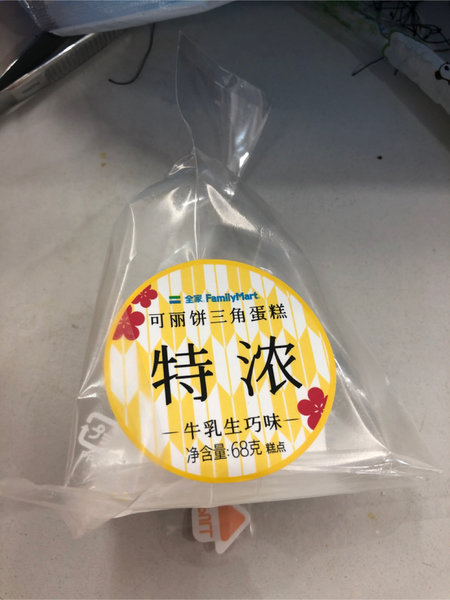 全家 FamilyMart
可丽饼三角蛋糕
特浓
牛乳生巧味
净含量:68克 糕点